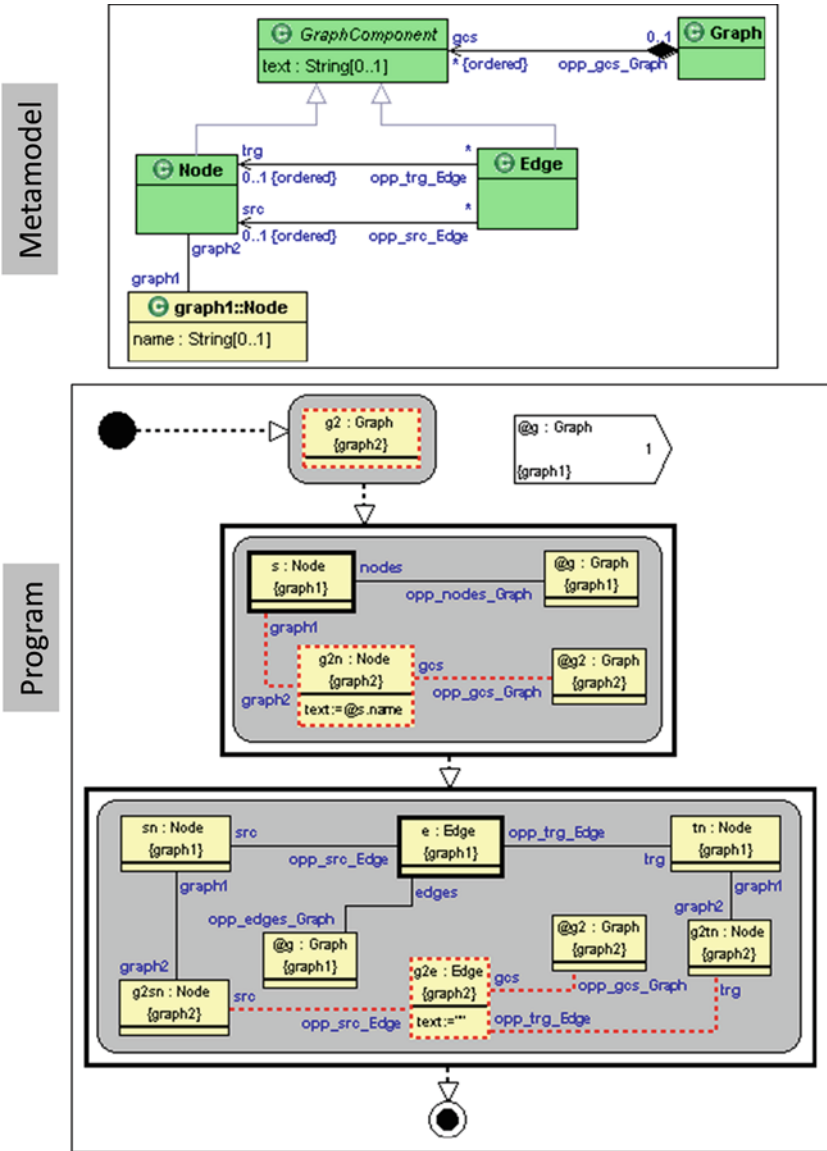 Metamodel
GraphComponent
text : String[0..1]
gcs
* {ordered}
0..1
opp_gcs_Graph
Graph
Node
trg
0..1 {ordered}
*
opp_trg_Edge
src
0..1 {ordered}
*
opp_src_Edge
Edge
graph2
graph1
graph1::Node
name : String[0..1]
Program
g2 : Graph
{graph2}
@g : Graph
1
{graph1}
s : Node
{graph1}
nodes
opp_nodes_Graph
@g : Graph
{graph1}
graph1
graph2
g2n : Node
{graph2}
text:=@s.name
gcs
opp_gcs_Graph
@g2 : Graph
{graph2}
sn : Node
{graph1}
src
opp_src_Edge
e : Edge
{graph1}
opp_trg_Edge
trg
tn : Node
{graph1}
graph1
graph2
edges
opp_edges_Graph
@g : Graph
{graph1}
graph1
graph2
g2sn : Node
{graph2}
src
opp_src_Edge
g2e : Edge
{graph2}
text:=""
gcs
opp_gcs_Graph
@g2 : Graph
{graph2}
opp_trg_Edge
trg
g2tn : Node
{graph2}